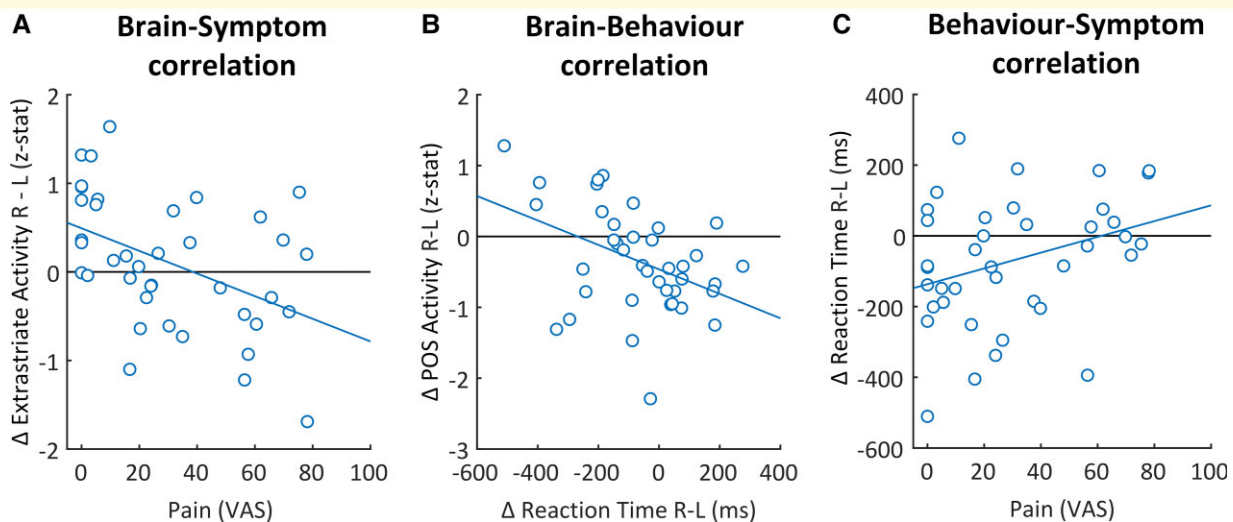 A
Brain-Symptom
correlation
Δ Extrastriate Activity R - L (z-stat)
2
1
0
-1
-2
0 20 40 60 80 100
Pain (VAS)
B
Brain-Behaviour
correlation
Δ POS Activity R-L (z-stat)
2
1
0
-1
-2
-3
-600 -400 -200 0 200 400
Δ Reaction Time R-L (ms)
C
Behaviour-Symptom
correlation
Δ Reaction Time R-L (ms)
400
200
0
-200
-400
-600
0 20 40 60 80 100
Pain (VAS)